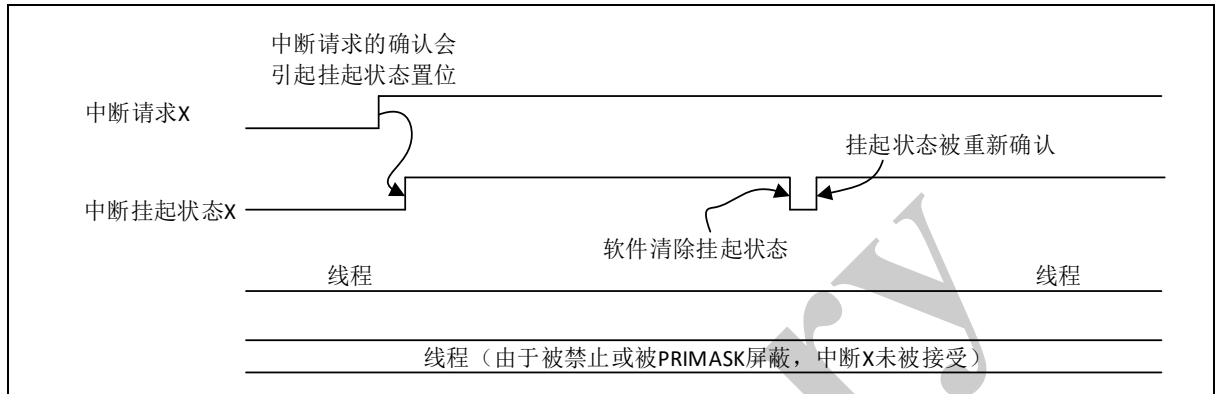 中断请求的确认会
引起挂起状态置位
中断请求X
挂起状态被重新确认
中断挂起状态X
软件清除挂起状态
线程
线程
线程（由于被禁止或被PRIMASK屏蔽，中断X未被接受）
ry